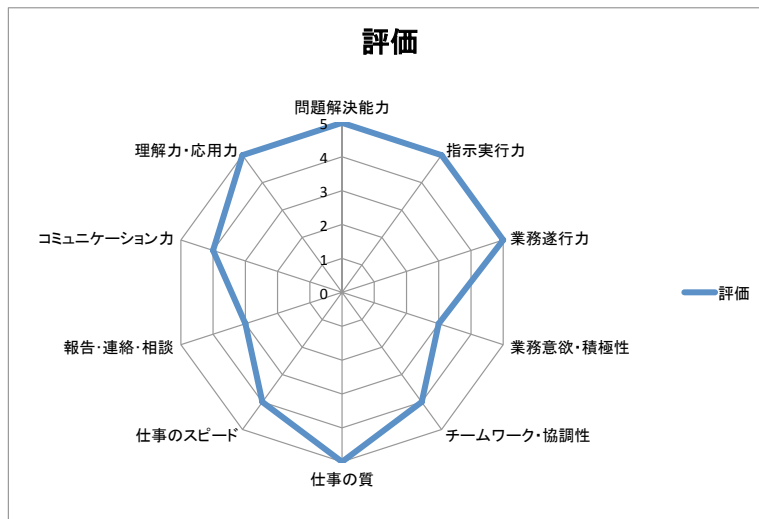 評価
問題解決能力
指示実行力
業務遂行力
業務意欲・積極性
チームワーク・協調性
仕事の質
仕事のスピード
報告・連絡・相談
コミュニケーション力
理解力・応用力
5
4
3
2
1
0
評価